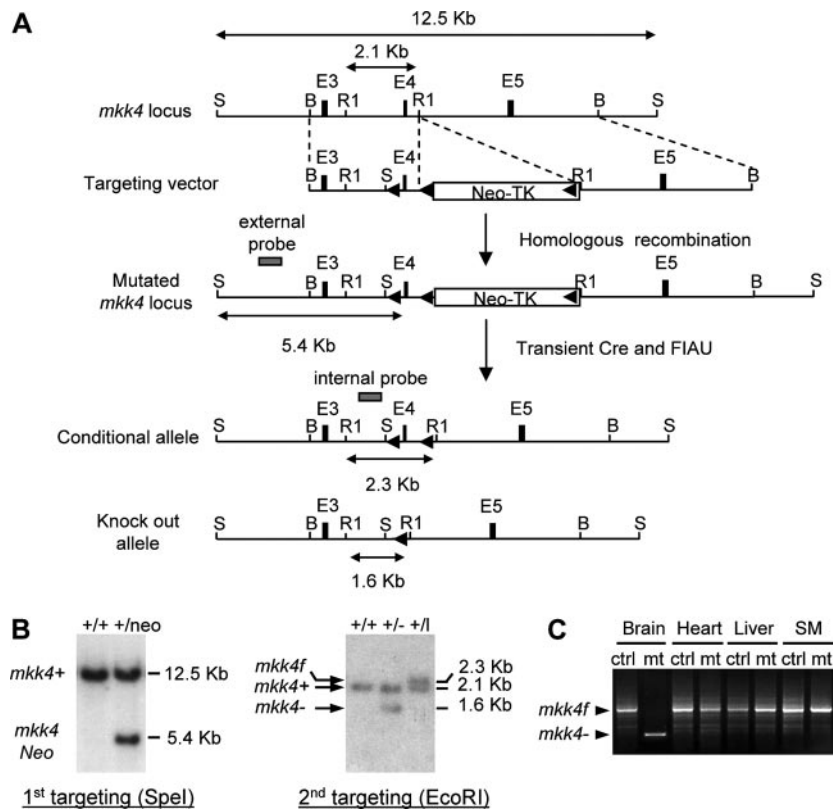 A
12.5 Kb
2.1 Kb
S B E3 R1 E4 R1 E5 B S
mkk4 locus
B E3 R1 S E4 R1 E5 B
Targeting vector
Neo-TK
external probe
Homologous recombination
S B E3 R1 S E4 R1 E5 B S
Mutated mkk4 locus
Neo-TK
5.4 Kb
Transient Cre and FIAU
internal probe
S B E3 R1 S E4 R1 E5 B S
Conditional allele
2.3 Kb
S B E3 R1 S R1 E5 B S
Knock out allele
1.6 Kb
B
+/+ +/neo
mkk4+
12.5 Kb
mkk4 Neo
5.4 Kb
1st targeting (SpeI)
+/+ +/- +/l
mkk4f
2.3 Kb
mkk4+
2.1 Kb
mkk4-
1.6 Kb
2nd targeting (EcoRI)
C
Brain Heart Liver SM
ctrl mt ctrl mt ctrl mt ctrl mt
mkk4f
mkk4-